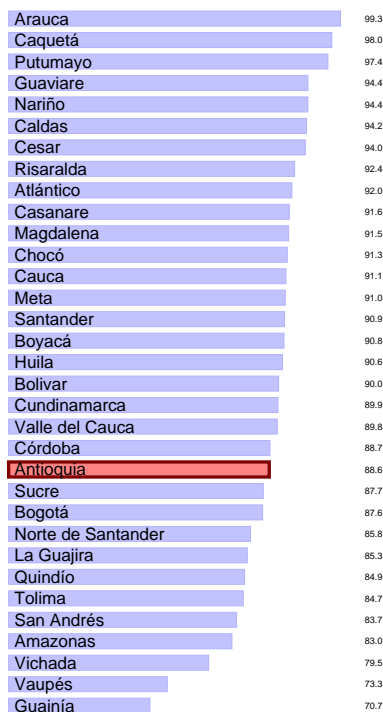 Arauca 99.3
Caquetá 98.0
Putumayo 97.4
Guaviare 94.4
Nariño 94.4
Caldas 94.2
Cesar 94.0
Risaralda 92.4
Atlántico 92.0
Casanare 91.6
Magdalena 91.5
Chocó 91.3
Cauca 91.1
Meta 91.0
Santander 90.9
Boyacá 90.8
Huila 90.6
Bolivar 90.0
Cundinamarca 89.9
Valle del Cauca 89.8
Córdoba 88.7
Antioquia 88.6
Sucre 87.7
Bogotá 87.6
Norte de Santander 85.8
La Guajira 85.3
Quindío 84.9
Tolima 84.7
San Andrés 83.7
Amazonas 83.0
Vichada 79.5
Vaupés 73.3
Guainía 70.7